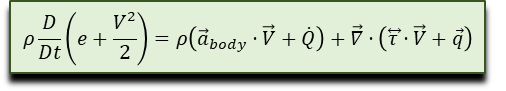 ρ D/Dt (e + V²/2) = ρ(a⃗_body · V⃗ + Q̇) + ∇⃗ · (τ⃡ · V⃗ + q⃗)